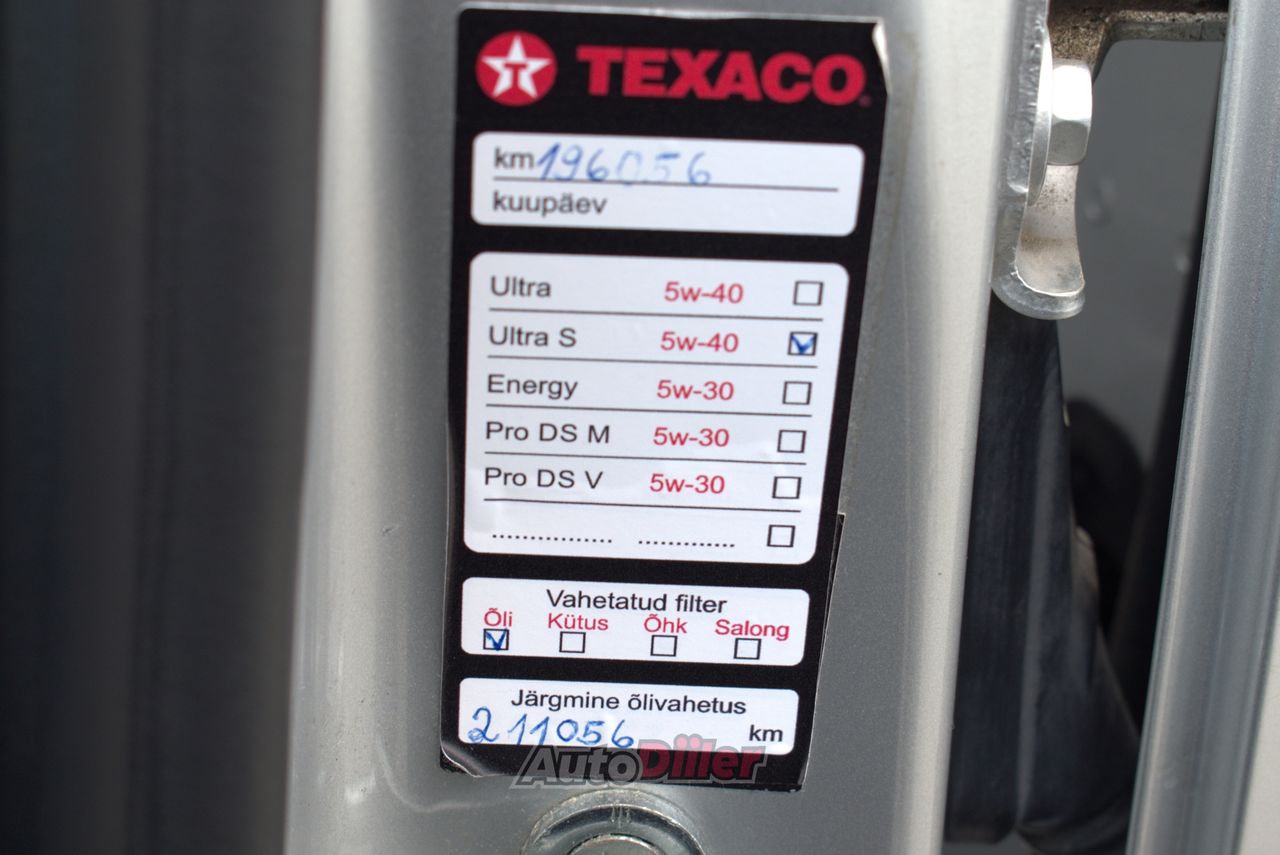 TEXACO
km 196056
kuupäev
Ultra 5w-40
Ultra S 5w-40
Energy 5w-30
Pro DS M 5w-30
Pro DS V 5w-30
................ .............
Vahetatud filter
Õli Kütus Õhk Salong
Järgmine õlivahetus
211056 km
AutoDiiler